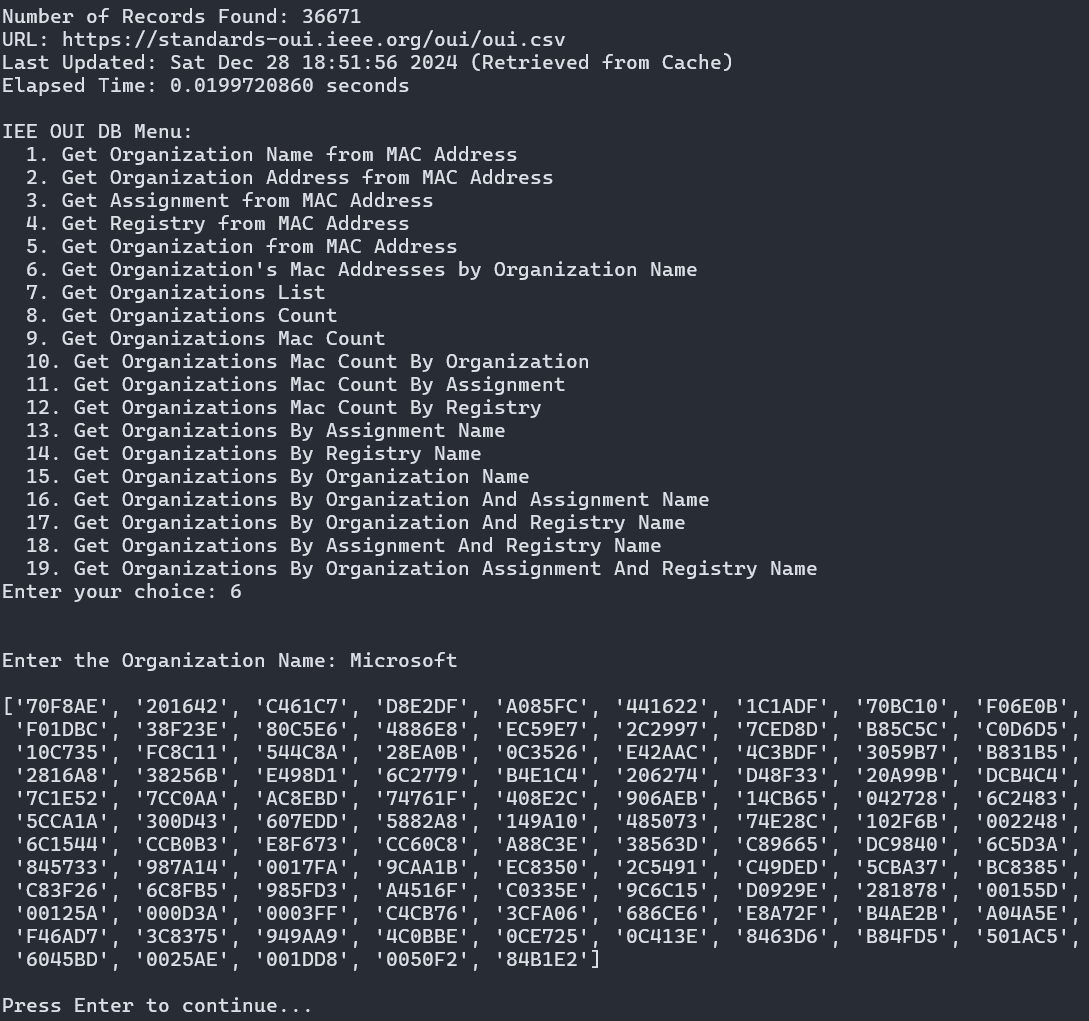 Number of Records Found: 36671
URL: https://standards-oui.ieee.org/oui/oui.csv
Last Updated: Sat Dec 28 18:51:56 2024 (Retrieved from Cache)
Elapsed Time: 0.0199720860 seconds
IEE OUI DB Menu:
1. Get Organization Name from MAC Address
2. Get Organization Address from MAC Address
3. Get Assignment from MAC Address
4. Get Registry from MAC Address
5. Get Organization from MAC Address
6. Get Organization's Mac Addresses by Organization Name
7. Get Organizations List
8. Get Organizations Count
9. Get Organizations Mac Count
10. Get Organizations Mac Count By Organization
11. Get Organizations Mac Count By Assignment
12. Get Organizations Mac Count By Registry
13. Get Organizations By Assignment Name
14. Get Organizations By Registry Name
15. Get Organizations By Organization Name
16. Get Organizations By Organization And Assignment Name
17. Get Organizations By Organization And Registry Name
18. Get Organizations By Assignment And Registry Name
19. Get Organizations By Organization Assignment And Registry Name
Enter your choice: 6
Enter the Organization Name: Microsoft
['70F8AE', '201642', 'C461C7', 'D8E2DF', 'A085FC', '441622', '1C1ADF', '70BC10', 'F06E0B',
'F01DBC', '38F23E', '80C5E6', '4886E8', 'EC59E7', '2C2997', '7CED8D', 'B85C5C', 'C0D6D5',
'10C735', 'FC8C11', '544C8A', '28EA0B', '0C3526', 'E42AAC', '4C3BDF', '3059B7', 'B831B5',
'2816A8', '38256B', 'E498D1', '6C2779', 'B4E1C4', '206274', 'D48F33', '20A99B', 'DCB4C4',
'7C1E52', '7CC0AA', 'AC8EBD', '74761F', '408E2C', '906AEB', '14CB65', '042728', '6C2483',
'5CCA1A', '300D43', '607EDD', '5882A8', '149A10', '485073', '74E28C', '102F6B', '002248',
'6C1544', 'CCB0B3', 'E8F673', 'CC60C8', 'A88C3E', '38563D', 'C89665', 'DC9840', '6C5D3A',
'845733', '987A14', '0017FA', '9CAA1B', 'EC8350', '2C5491', 'C49DED', '5CBA37', 'BC8385',
'C83F26', '6C8FB5', '985FD3', 'A4516F', 'C0335E', '9C6C15', 'D0929E', '281878', '00155D',
'00125A', '000D3A', '0003FF', 'C4CB76', '3CFA06', '686CE6', 'E8A72F', 'B4AE2B', 'A04A5E',
'F46AD7', '3C8375', '949AA9', '4C0BBE', '0CE725', '0C413E', '8463D6', 'B84FD5', '501AC5',
'6045BD', '0025AE', '001DD8', '0050F2', '84B1E2']
Press Enter to continue...